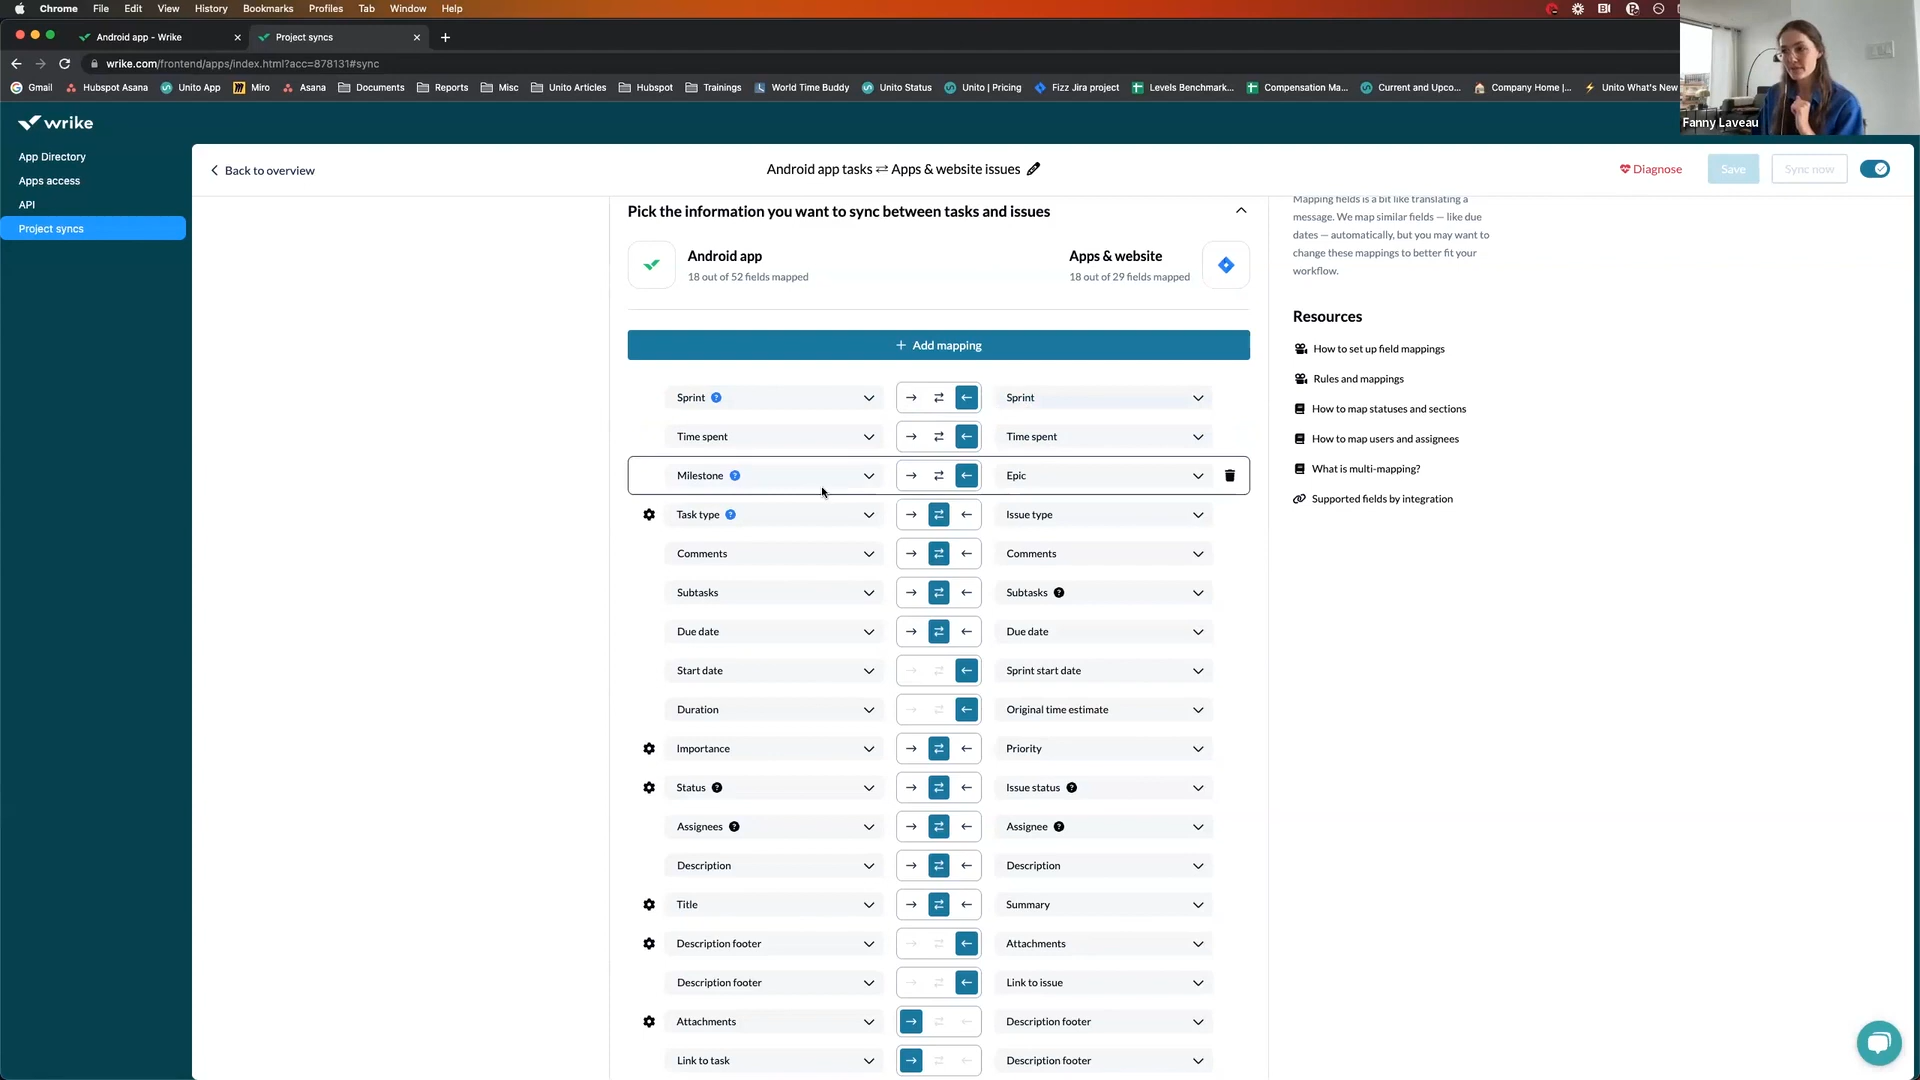 Chrome File Edit View History Bookmarks Profiles Tab Window Help
Android app - Wrike
Project syncs
wrike.com/frontend/apps/index.html?acc=878131#sync
Gmail Hubspot Asana Unito App Miro Asana Documents Reports Misc Unito Articles Hubspot Trainings World Time Buddy Unito Status Unito | Pricing Fizz Jira project Levels Benchmark... Compensation Ma... Current and Upco... Company Home |... Unito What's New
Fanny Laveau
wrike
App Directory
Apps access
API
Project syncs
Back to overview
Android app tasks ⇄ Apps & website issues
Diagnose
Save
Sync now
Pick the information you want to sync between tasks and issues
Android app
18 out of 52 fields mapped
Apps & website
18 out of 29 fields mapped
+ Add mapping
Sprint ? → ⇄ ← Sprint
Time spent → ⇄ ← Time spent
Milestone ? → ⇄ ← Epic
Task type ? → ⇄ ← Issue type
Comments → ⇄ ← Comments
Subtasks → ⇄ ← Subtasks ?
Due date → ⇄ ← Due date
Start date → ⇄ ← Sprint start date
Duration → ⇄ ← Original time estimate
Importance → ⇄ ← Priority
Status ? → ⇄ ← Issue status ?
Assignees ? → ⇄ ← Assignee ?
Description → ⇄ ← Description
Title → ⇄ ← Summary
Description footer → ⇄ ← Attachments
Description footer → ⇄ ← Link to issue
Attachments → ⇄ ← Description footer
Link to task → ⇄ ← Description footer
Mapping fields is a bit like translating a
message. We map similar fields — like due
dates — automatically, but you may want to
change these mappings to better fit your
workflow.
Resources
How to set up field mappings
Rules and mappings
How to map statuses and sections
How to map users and assignees
What is multi-mapping?
Supported fields by integration